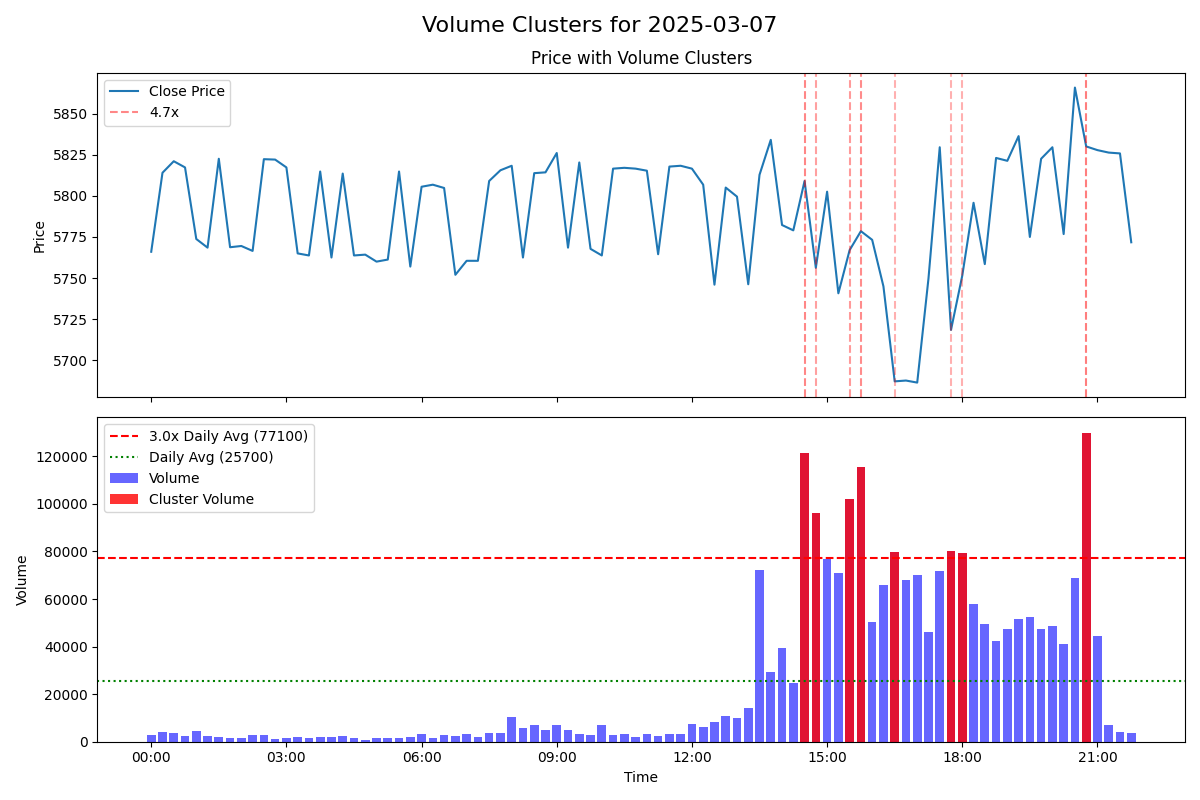 Volume Clusters for 2025-03-07
Price with Volume Clusters
Close Price
4.7x
5850
5825
5800
5775
5750
5725
5700
Price
3.0x Daily Avg (77100)
Daily Avg (25700)
Volume
Cluster Volume
120000
100000
80000
60000
40000
20000
0
Volume
00:00 03:00 06:00 09:00 12:00 15:00 18:00 21:00
Time